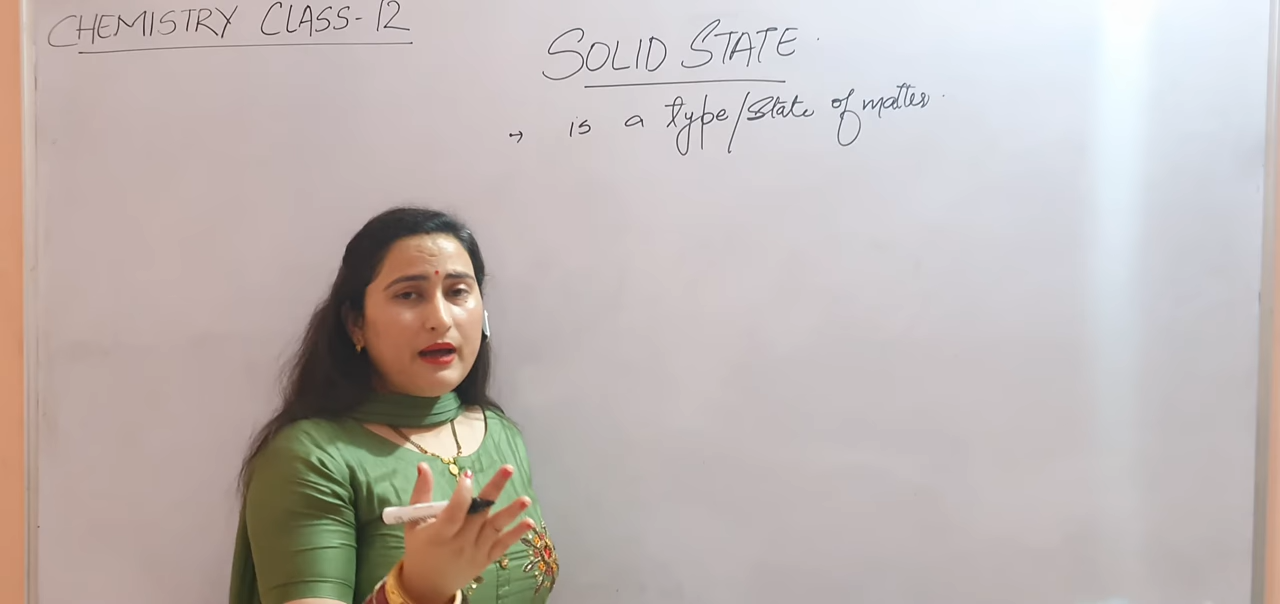 CHEMISTRY CLASS-12
SOLID STATE.
→ is a type/State of matter.